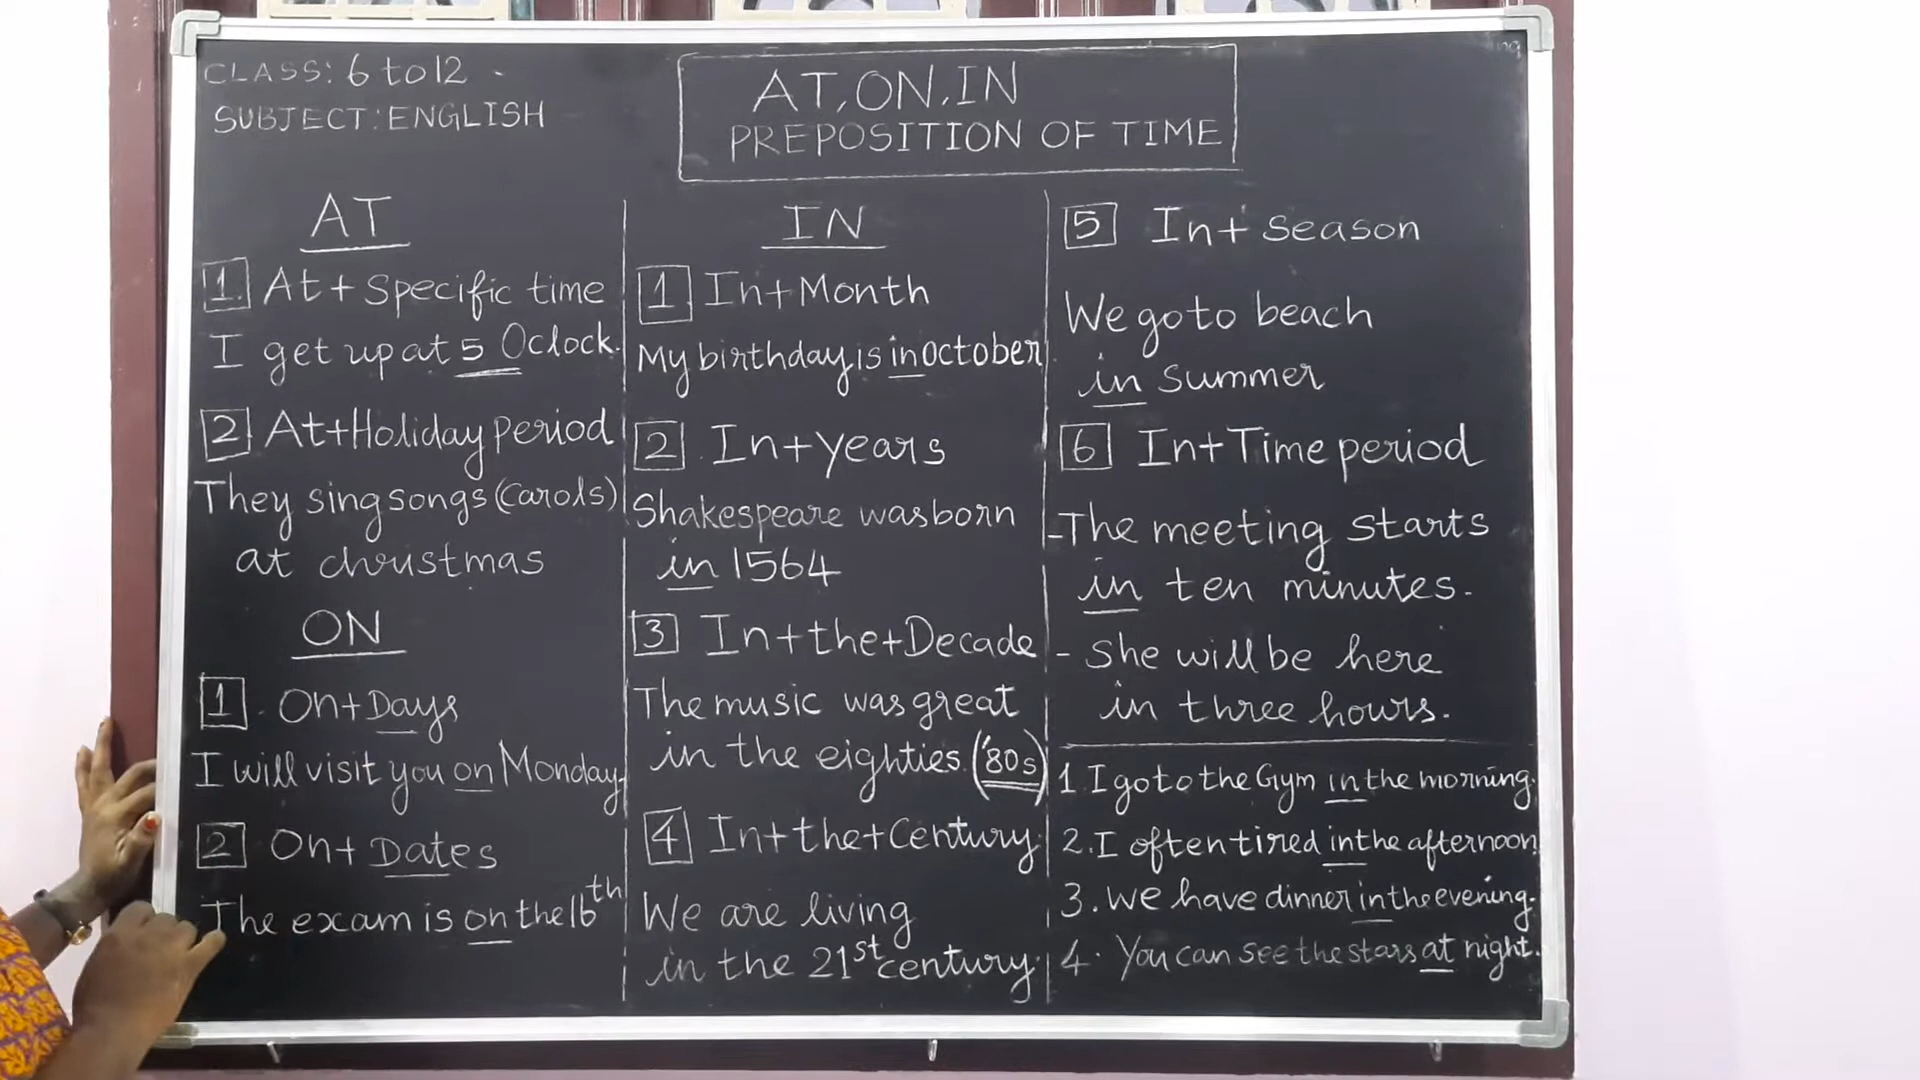 CLASS: 6 to 12
SUBJECT: ENGLISH
AT, ON, IN
PREPOSITION OF TIME
AT
1. At + Specific time
I get up at 5 Oclock.
2 At + Holiday period
They sing songs (carols)
at christmas
ON
1 On + Days
I will visit you on Monday
2 On + Dates
The exam is on the 16th
IN
1 In + Month
My birthday is in October
2 In + years
Shakespeare was born
in 1564
3 In + the + Decade
The music was great
in the eighties ('80s)
4 In + the + Century
We are living
in the 21st century.
5 In + Season
We go to beach
in summer
6 In + Time period
- The meeting starts
in ten minutes.
- She will be here
in three hours.
1. I go to the Gym in the morning.
2. I often tired in the afternoon
3. We have dinner in the evening.
4. You can see the stars at night.